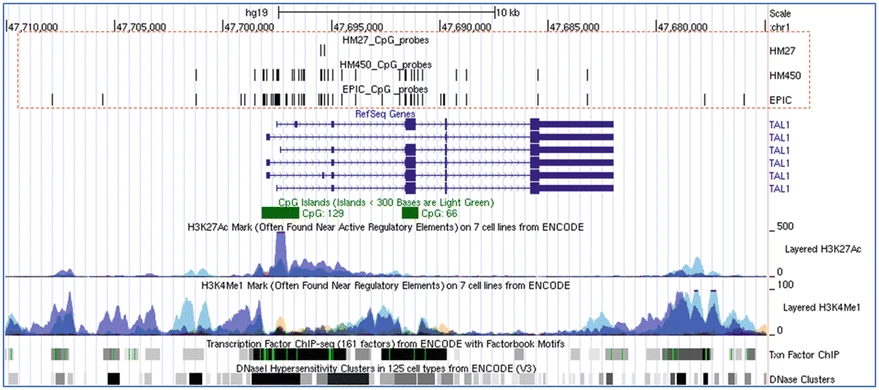 hg19 10 kb Scale
47,710,000 47,705,000 47,700,000 47,695,000 47,690,000 47,685,000 47,680,000 chr1
HM27_CpG_probes
HM27
HM450_CpG_probes
HM450
EPIC_CpG _probes
EPIC
RefSeq Genes
TAL1
TAL1
TAL1
TAL1
TAL1
TAL1
CpG Islands (Islands < 300 Bases are Light Green)
CpG: 129 CpG: 66
H3K27Ac Mark (Often Found Near Active Regulatory Elements) on 7 cell lines from ENCODE
500
Layered H3K27Ac
0
H3K4Me1 Mark (Often Found Near Regulatory Elements) on 7 cell lines from ENCODE
100
Layered H3K4Me1
0
Transcription Factor ChIP-seq (161 factors) from ENCODE with Factorbook Motifs
Txn Factor ChIP
DNaseI Hypersensitivity Clusters in 125 cell types from ENCODE (V3)
DNase Clusters